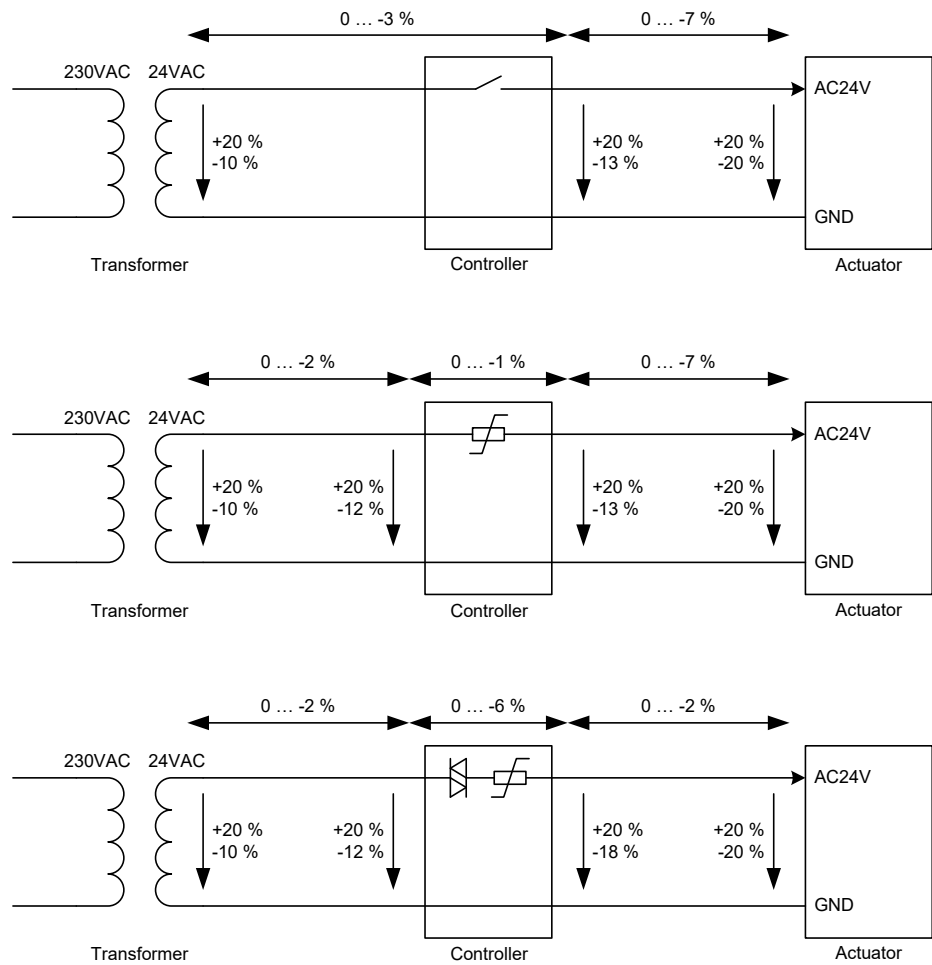 0 … -3 % 0 … -7 %
230VAC 24VAC AC24V
+20 % +20 % +20 %
-10 % -13 % -20 %
GND
Transformer Controller Actuator
0 … -2 % 0 … -1 % 0 … -7 %
230VAC 24VAC AC24V
+20 % +20 % +20 % +20 %
-10 % -12 % -13 % -20 %
GND
Transformer Controller Actuator
0 … -2 % 0 … -6 % 0 … -2 %
230VAC 24VAC AC24V
+20 % +20 % +20 % +20 %
-10 % -12 % -18 % -20 %
GND
Transformer Controller Actuator